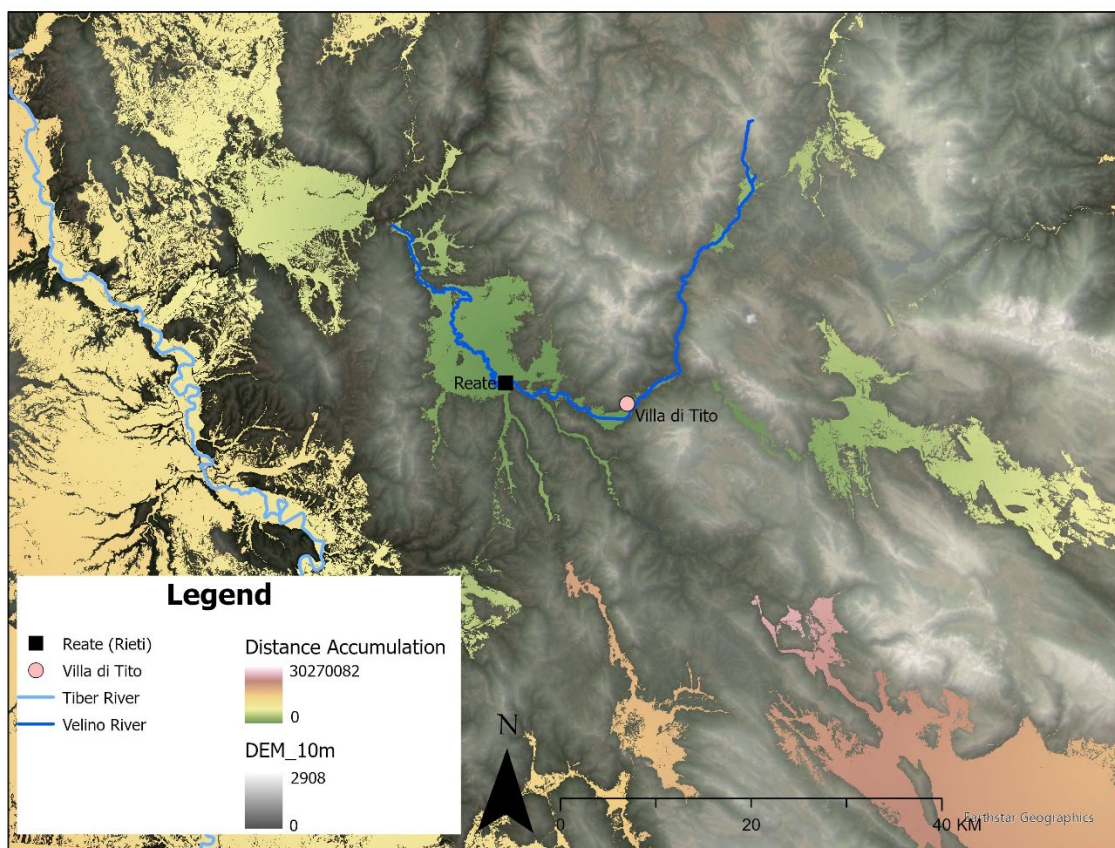 Reate
Villa di Tito
Legend
Reate (Rieti)
Villa di Tito
Tiber River
Velino River
Distance Accumulation
30270082
0
DEM_10m
2908
0
N
0 20 40 KM
Earthstar Geographics